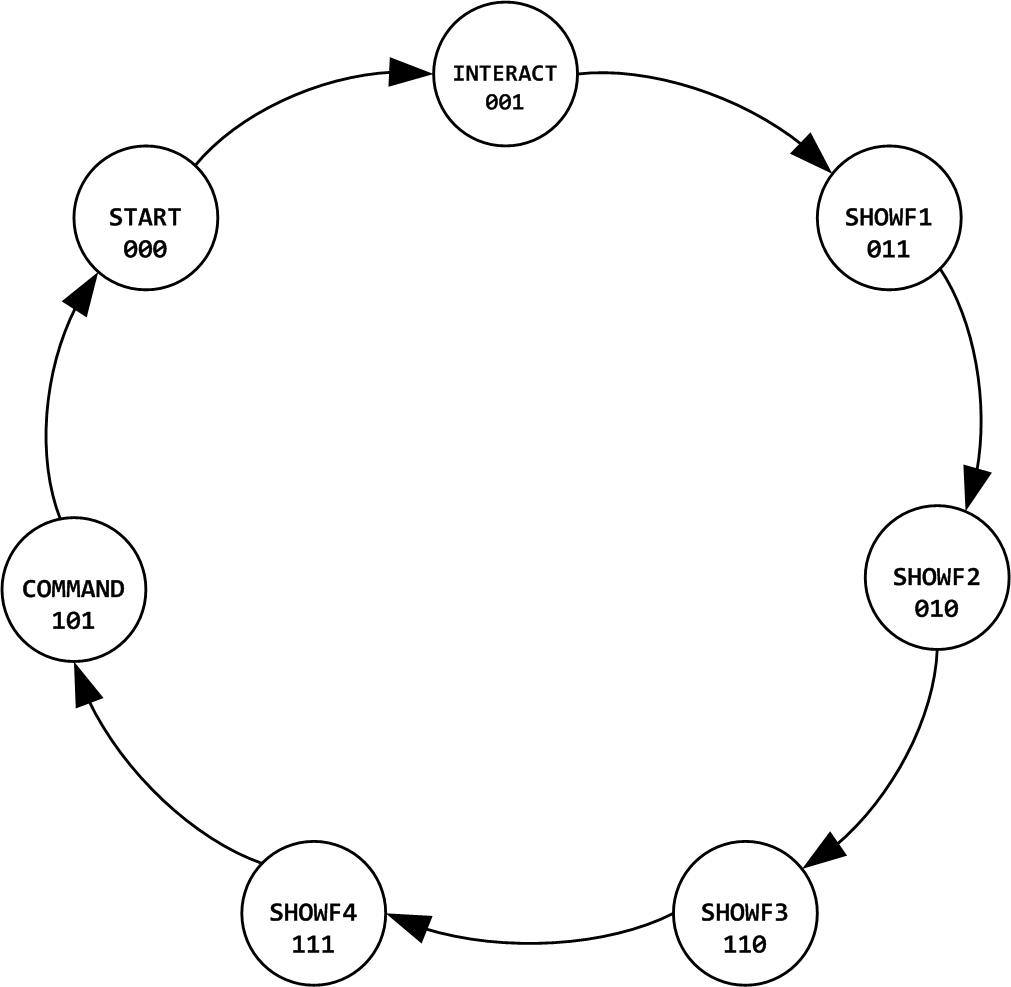 INTERACT
001
START
000
SHOWF1
011
SHOWF2
010
COMMAND
101
SHOWF4
111
SHOWF3
110